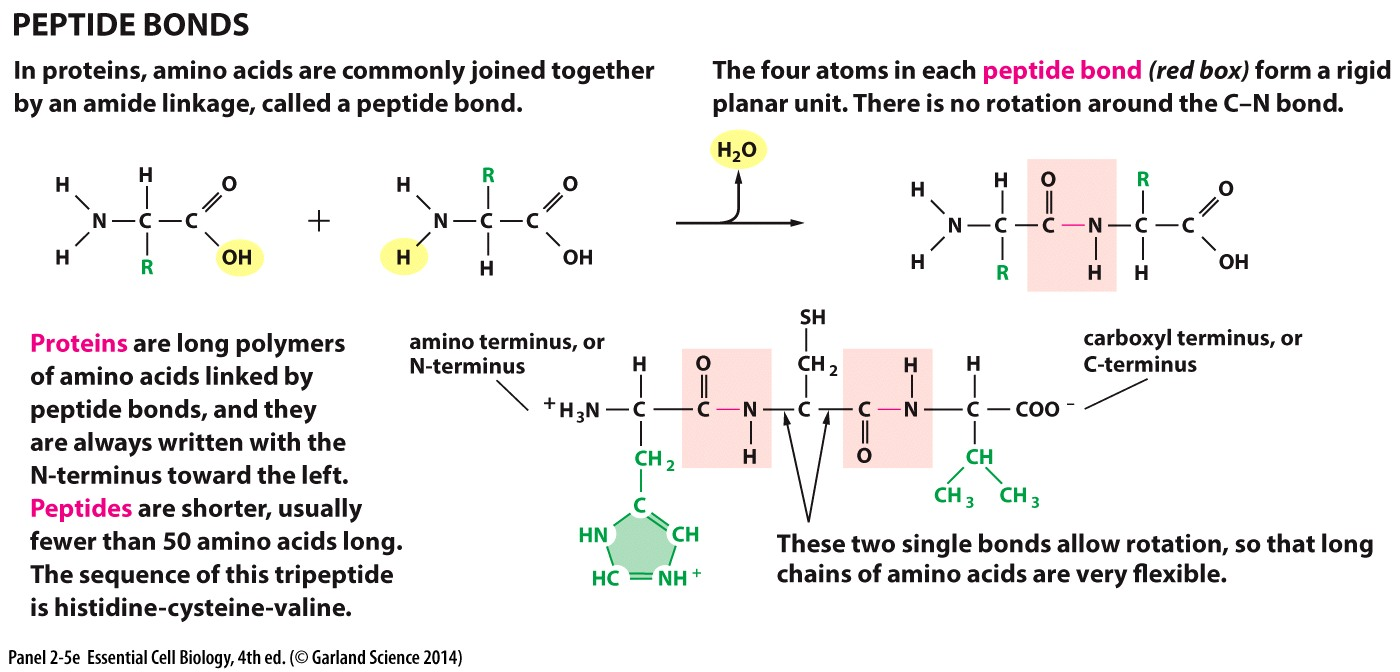 PEPTIDE BONDS
In proteins, amino acids are commonly joined together
by an amide linkage, called a peptide bond.
The four atoms in each peptide bond (red box) form a rigid
planar unit. There is no rotation around the C–N bond.
H H O
N C C
H R OH
+
H R O
N C C
H H OH
H₂O
H H O R O
N C C N C C
H R H H OH
Proteins are long polymers
of amino acids linked by
peptide bonds, and they
are always written with the
N-terminus toward the left.
Peptides are shorter, usually
fewer than 50 amino acids long.
The sequence of this tripeptide
is histidine-cysteine-valine.
amino terminus, or
N-terminus
carboxyl terminus, or
C-terminus
SH
H O CH₂ H H
⁺H₃N C C N C C N C COO⁻
CH₂ H O CH
C CH₃ CH₃
HN CH
HC NH⁺
These two single bonds allow rotation, so that long
chains of amino acids are very flexible.
Panel 2-5e Essential Cell Biology, 4th ed. (© Garland Science 2014)